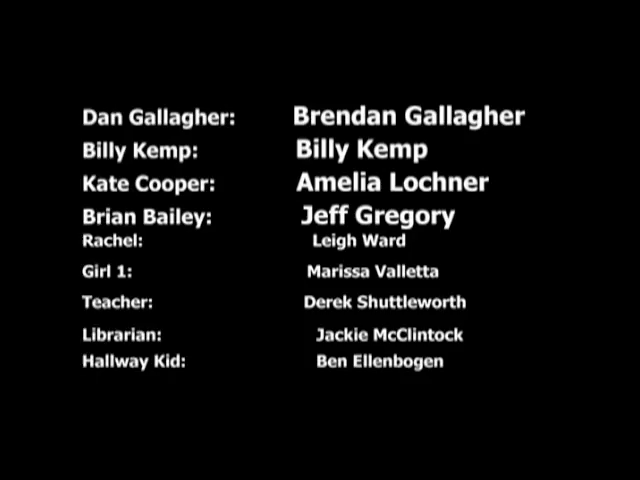 Dan Gallagher: Brendan Gallagher
Billy Kemp: Billy Kemp
Kate Cooper: Amelia Lochner
Brian Bailey: Jeff Gregory
Rachel: Leigh Ward
Girl 1: Marissa Valletta
Teacher: Derek Shuttleworth
Librarian: Jackie McClintock
Hallway Kid: Ben Ellenbogen